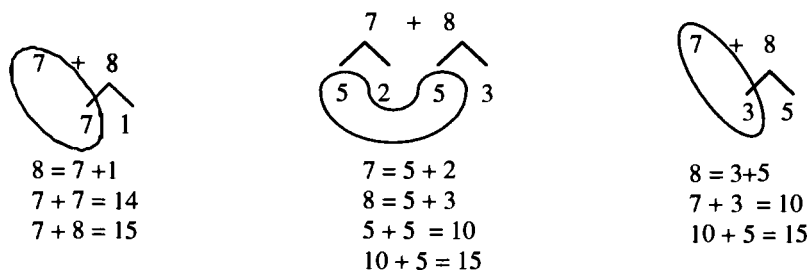 7 + 8
7 1
8 = 7 +1
7 + 7 = 14
7 + 8 = 15
7 + 8
5 2 5 3
7 = 5 + 2
8 = 5 + 3
5 + 5 = 10
10 + 5 = 15
7 + 8
3 5
8 = 3+5
7 + 3 = 10
10 + 5 = 15